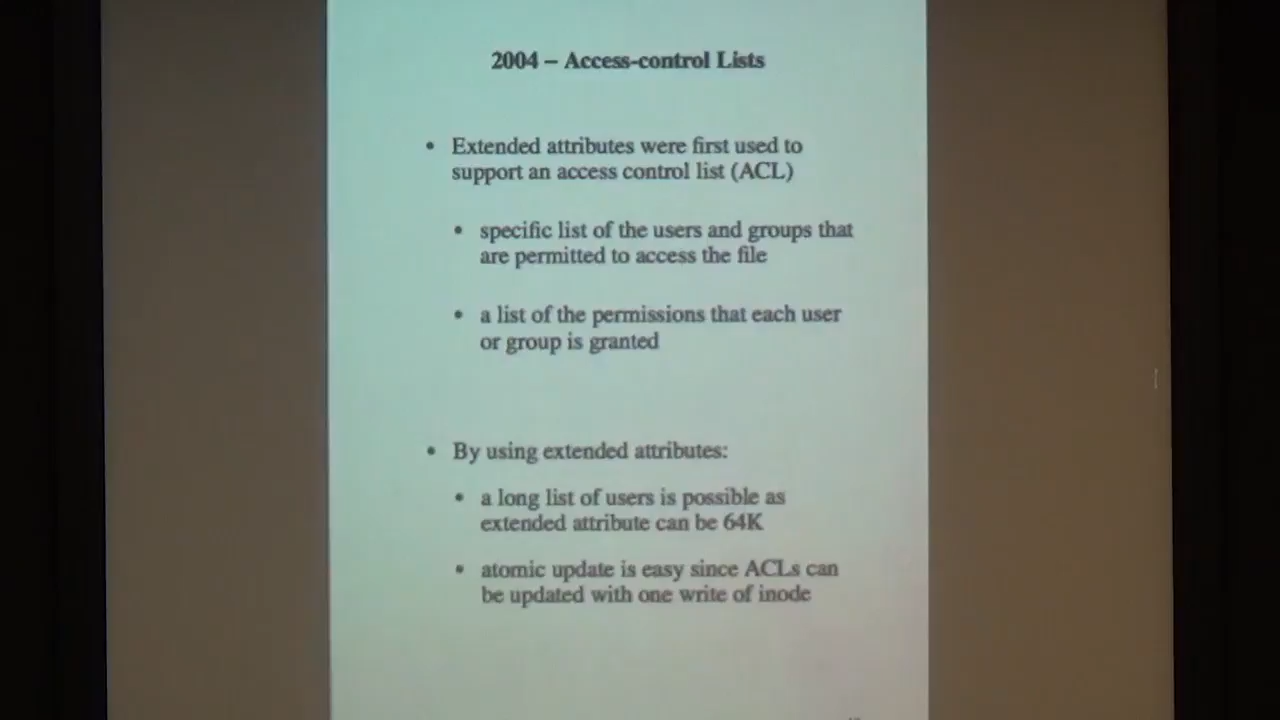 2004 – Access-control Lists
• Extended attributes were first used to
support an access control list (ACL)
• specific list of the users and groups that
are permitted to access the file
• a list of the permissions that each user
or group is granted
• By using extended attributes:
• a long list of users is possible as
extended attribute can be 64K
• atomic update is easy since ACLs can
be updated with one write of inode